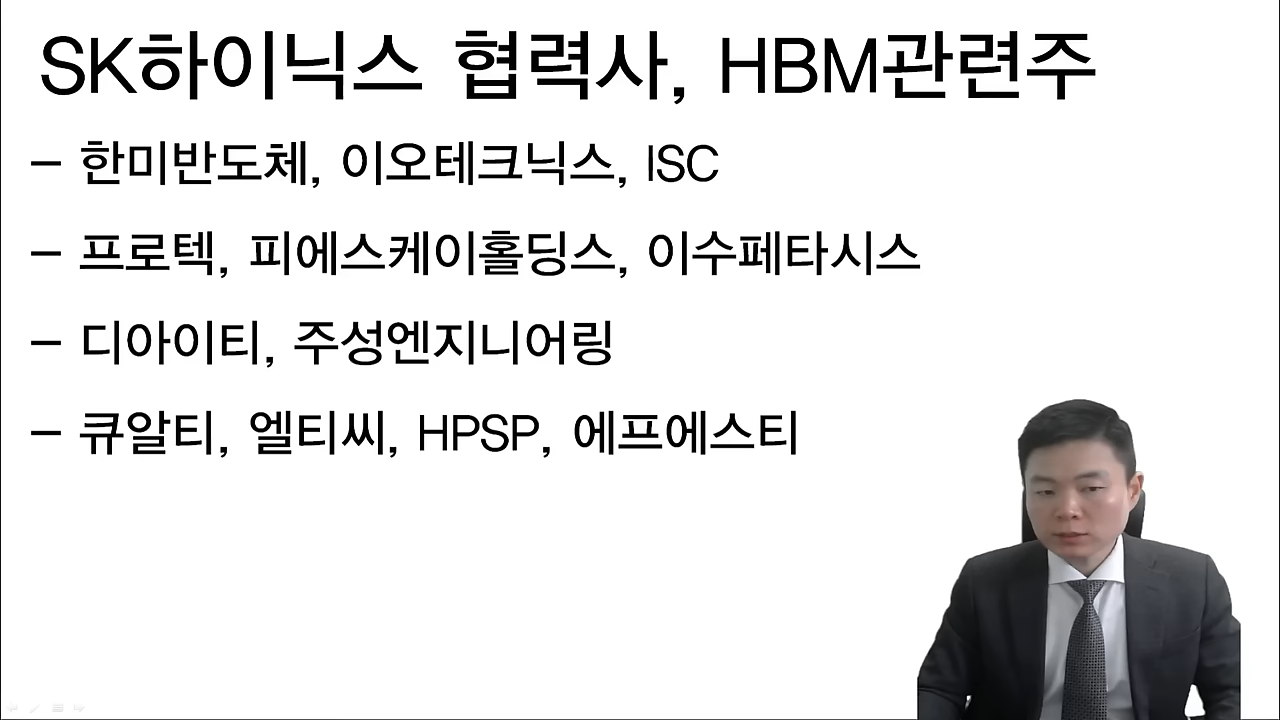 SK하이닉스 협력사, HBM관련주
– 한미반도체, 이오테크닉스, ISC
– 프로텍, 피에스케이홀딩스, 이수페타시스
– 디아이티, 주성엔지니어링
– 큐알티, 엘티씨, HPSP, 에프에스티